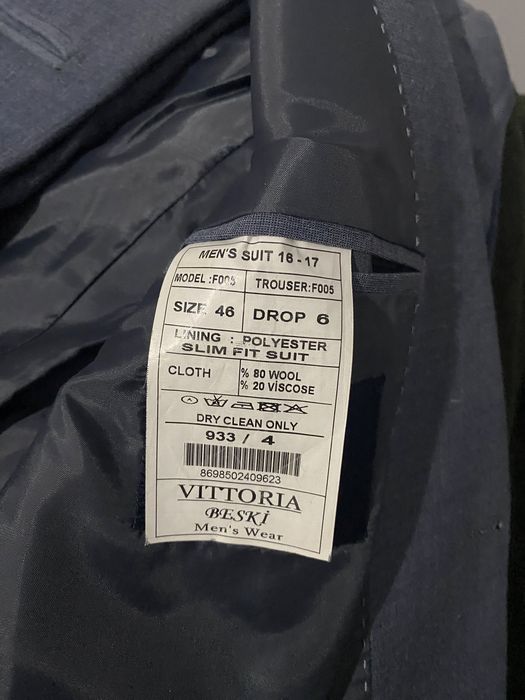 MEN'S SUIT 16 - 17
MODEL :F005 TROUSER:F005
SIZE 46 DROP 6
LINING : POLYESTER
SLIM FIT SUIT
CLOTH % 80 WOOL
% 20 VİSCOSE
DRY CLEAN ONLY
933 / 4
8698502409623
VITTORIA
BESKİ
Men's Wear